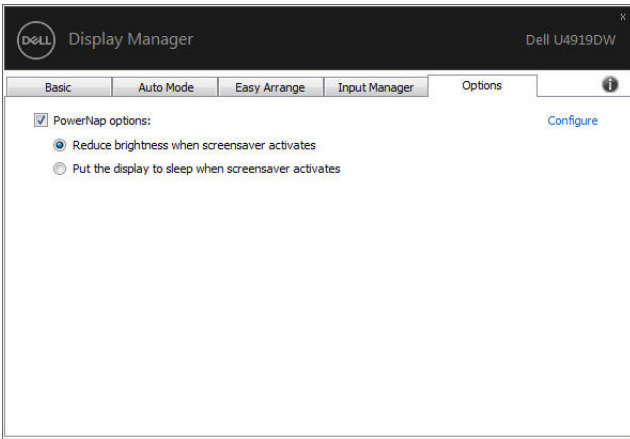 x
DELL Display Manager Dell U4919DW
Basic Auto Mode Easy Arrange Input Manager Options i
PowerNap options: Configure
Reduce brightness when screensaver activates
Put the display to sleep when screensaver activates